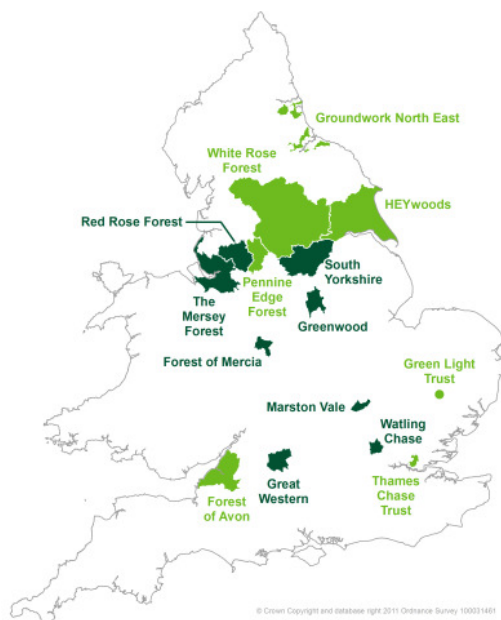 Groundwork North East
White Rose
Forest
HEYwoods
Red Rose Forest
South
Yorkshire
The
Mersey
Forest
Pennine
Edge
Forest
Greenwood
Forest of Mercia
Green Light
Trust
Marston Vale
Watling
Chase
Great
Western
Thames
Chase
Trust
Forest
of Avon
© Crown Copyright and database right 2011 Ordnance Survey 100031461